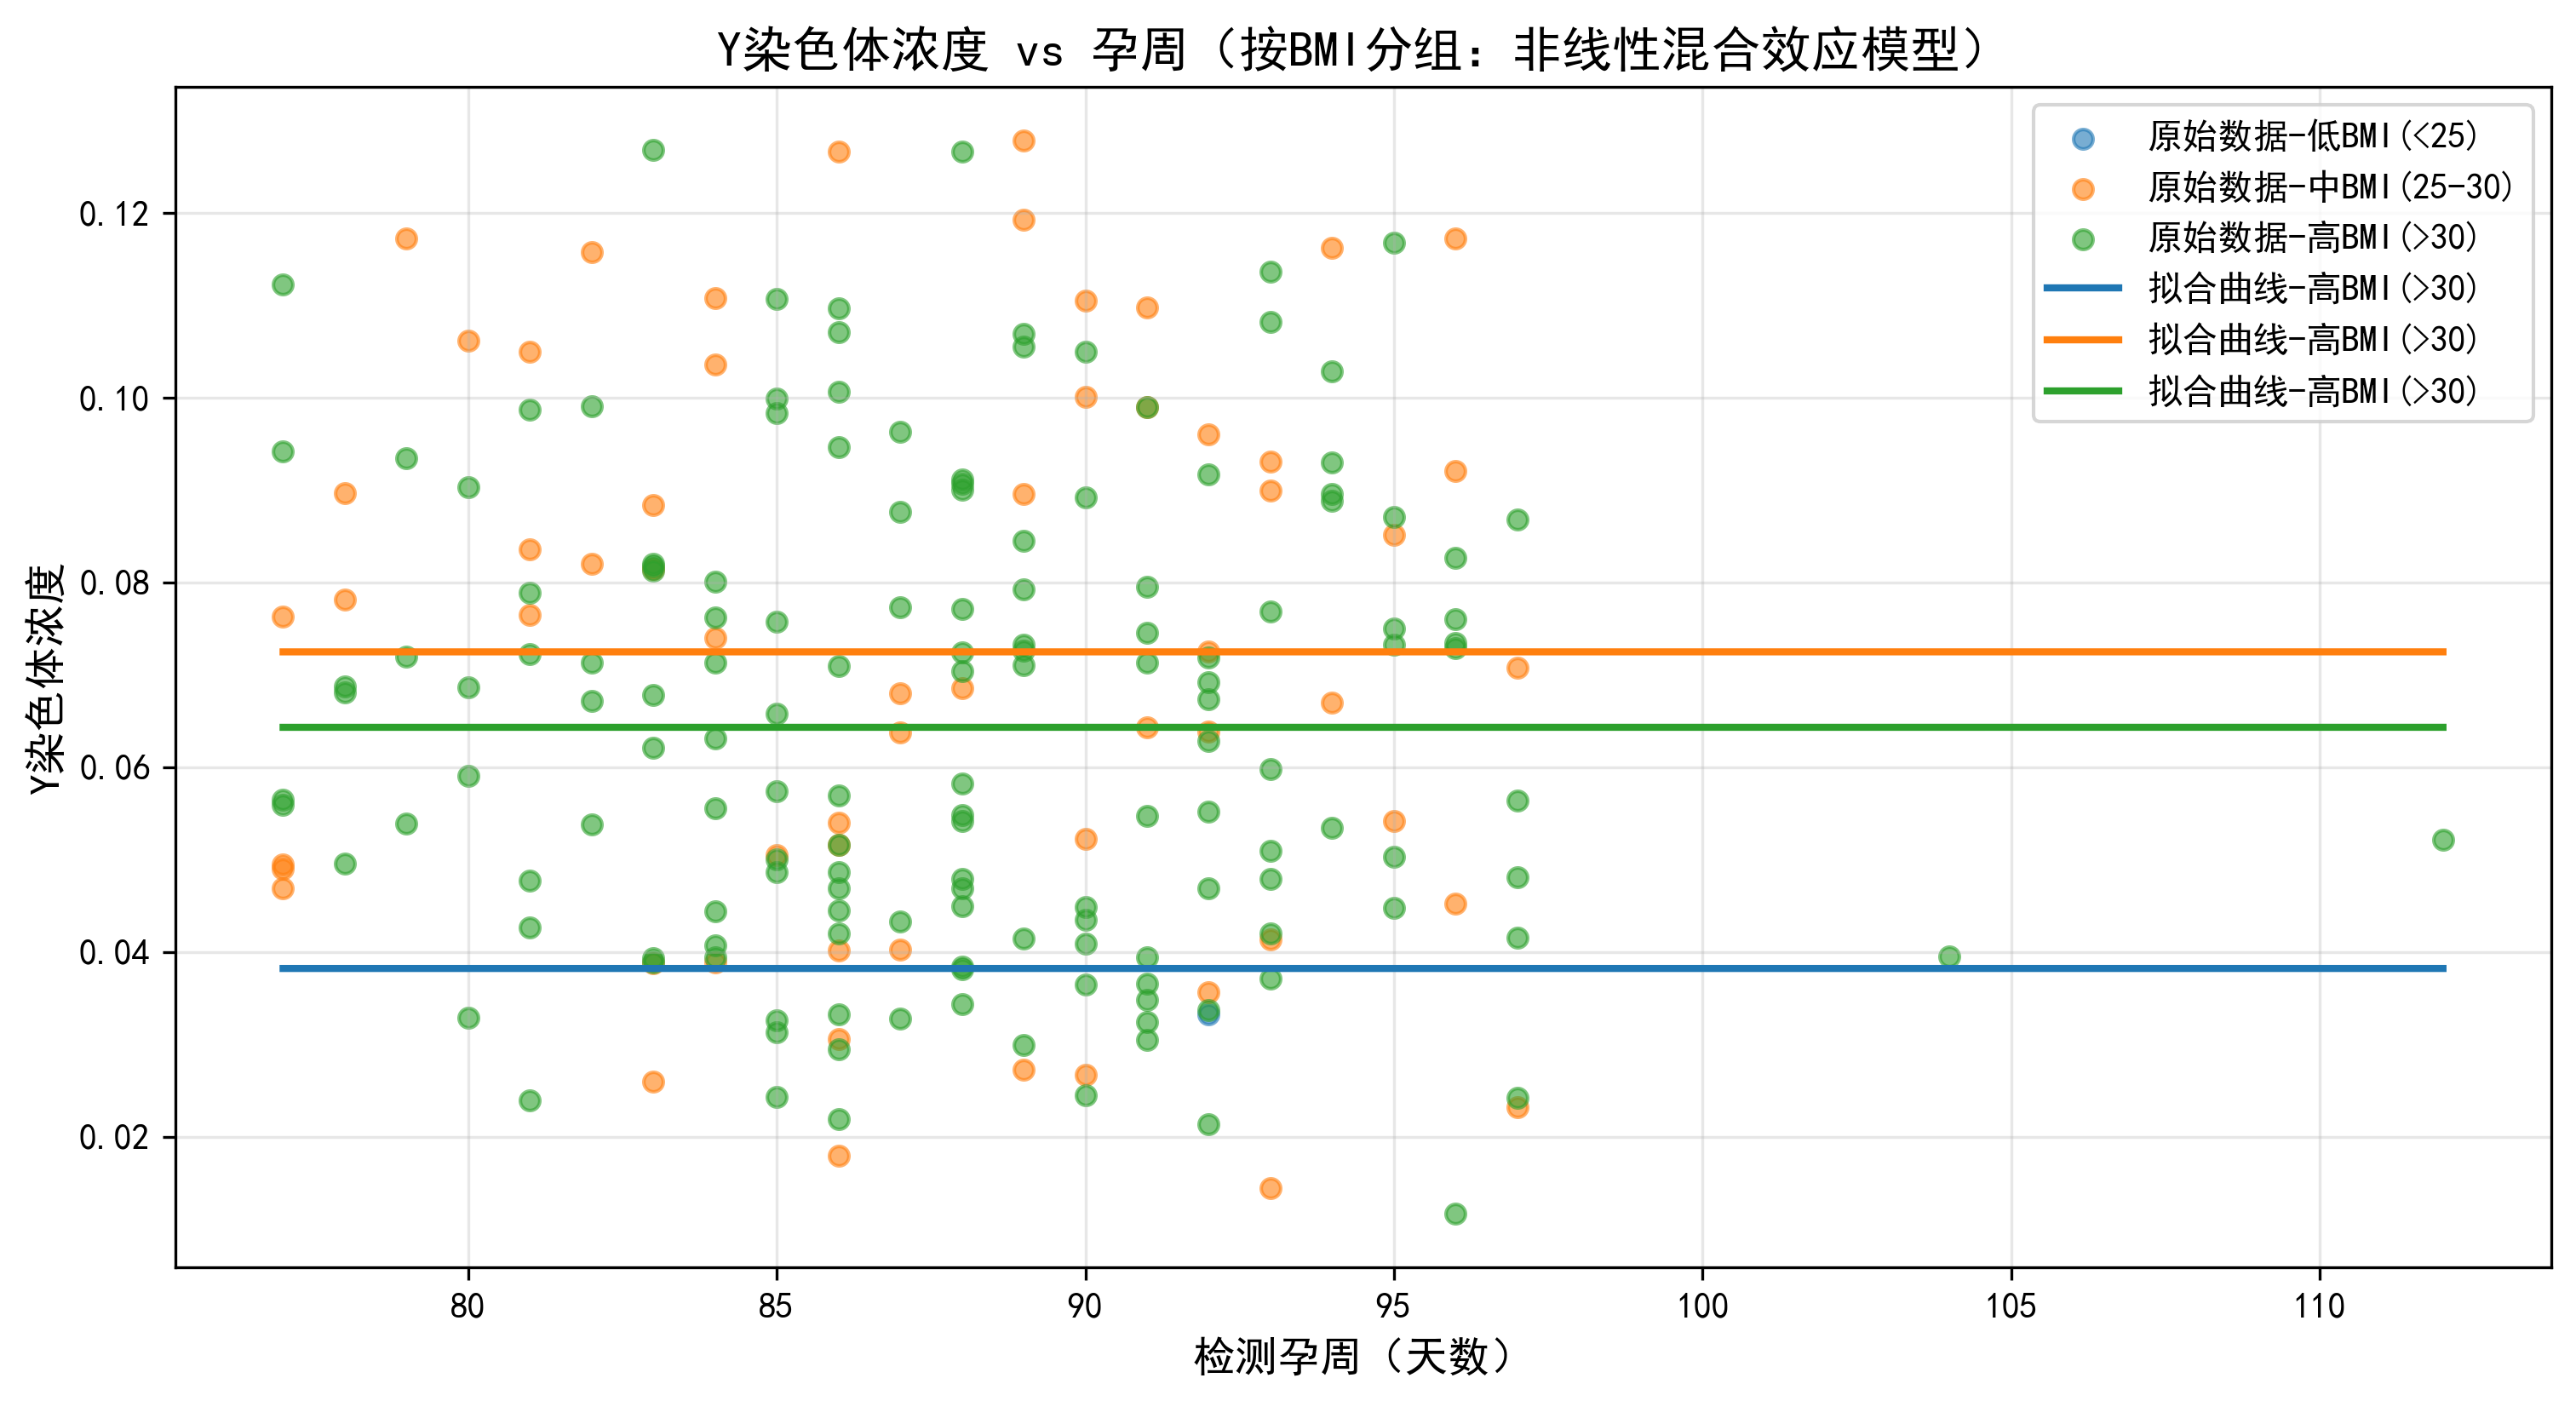 Y染色体浓度 vs 孕周（按BMI分组：非线性混合效应模型）
原始数据-低BMI(<25)
原始数据-中BMI(25-30)
原始数据-高BMI(>30)
拟合曲线-高BMI(>30)
拟合曲线-高BMI(>30)
拟合曲线-高BMI(>30)
Y染色体浓度
0.12
0.10
0.08
0.06
0.04
0.02
80
85
90
95
100
105
110
检测孕周（天数）